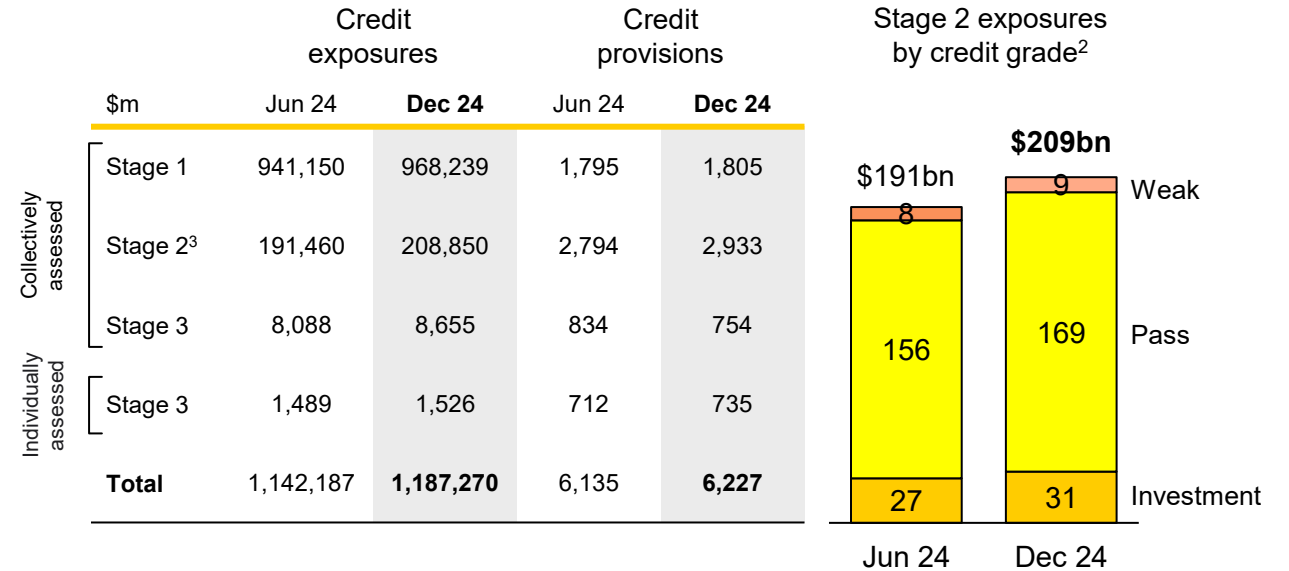 Credit
exposures
Credit
provisions
Stage 2 exposures
by credit grade²
$m Jun 24 Dec 24 Jun 24 Dec 24
Collectively
assessed
Stage 1 941,150 968,239 1,795 1,805
Stage 2³ 191,460 208,850 2,794 2,933
Stage 3 8,088 8,655 834 754
Individually
assessed
Stage 3 1,489 1,526 712 735
Total 1,142,187 1,187,270 6,135 6,227
$191bn
$209bn
8
9
Weak
156
169
Pass
27
31
Investment
Jun 24
Dec 24